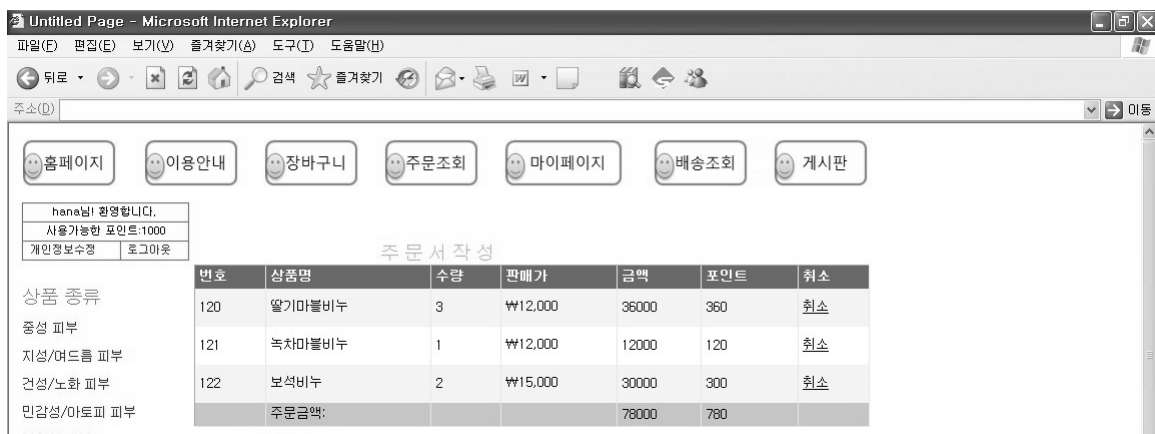 Untitled Page - Microsoft Internet Explorer
파일(F) 편집(E) 보기(V) 즐겨찾기(A) 도구(T) 도움말(H)
뒤로 검색 즐겨찾기
주소(D) 이동
홈페이지 이용안내 장바구니 주문조회 마이페이지 배송조회 게시판
hana님! 환영합니다.
사용가능한 포인트:1000
개인정보수정 로그아웃
주 문 서 작 성
번호 상품명 수량 판매가 금액 포인트 취소
120 딸기마블비누 3 ₩12,000 36000 360 취소
121 녹차마블비누 1 ₩12,000 12000 120 취소
122 보석비누 2 ₩15,000 30000 300 취소
주문금액: 78000 780
상품 종류
중성 피부
지성/여드름 피부
건성/노화 피부
민감성/아토피 피부